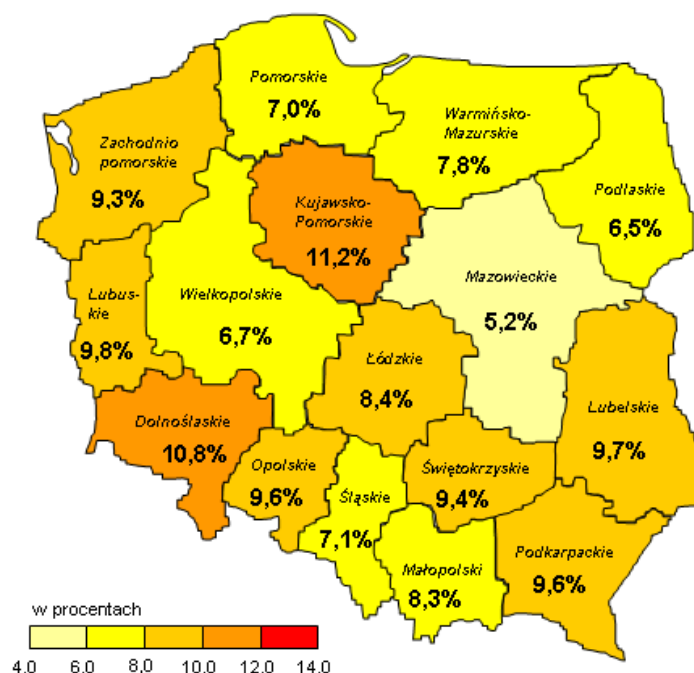 Pomorskie
7,0%
Warmińsko-
Mazurskie
7,8%
Zachodnio
pomorskie
9,3%
Podlaskie
6,5%
Kujawsko-
Pomorskie
11,2%
Mazowieckie
5,2%
Lubus-
kie
9,8%
Wielkopolskie
6,7%
Łódzkie
8,4%
Lubelskie
9,7%
Dolnośląskie
10,8%
Opolskie
9,6%
Śląskie
7,1%
Świętokrzyskie
9,4%
Małopolski
8,3%
Podkarpackie
9,6%
w procentach
4,0 6,0 8,0 10,0 12,0 14,0